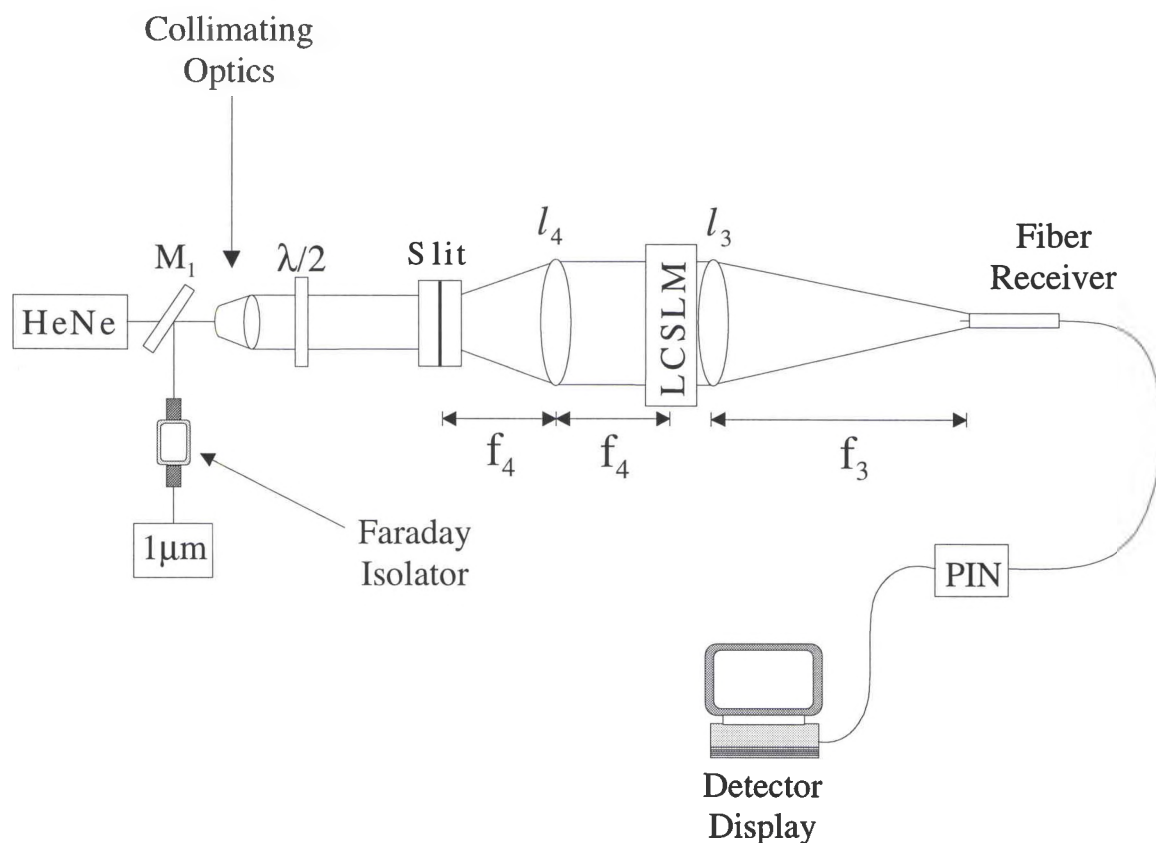 Collimating
Optics
M1
λ/2
Slit
l4
l3
Fiber
Receiver
HeNe
LCSLM
f4
f4
f3
1μm
Faraday
Isolator
PIN
Detector
Display